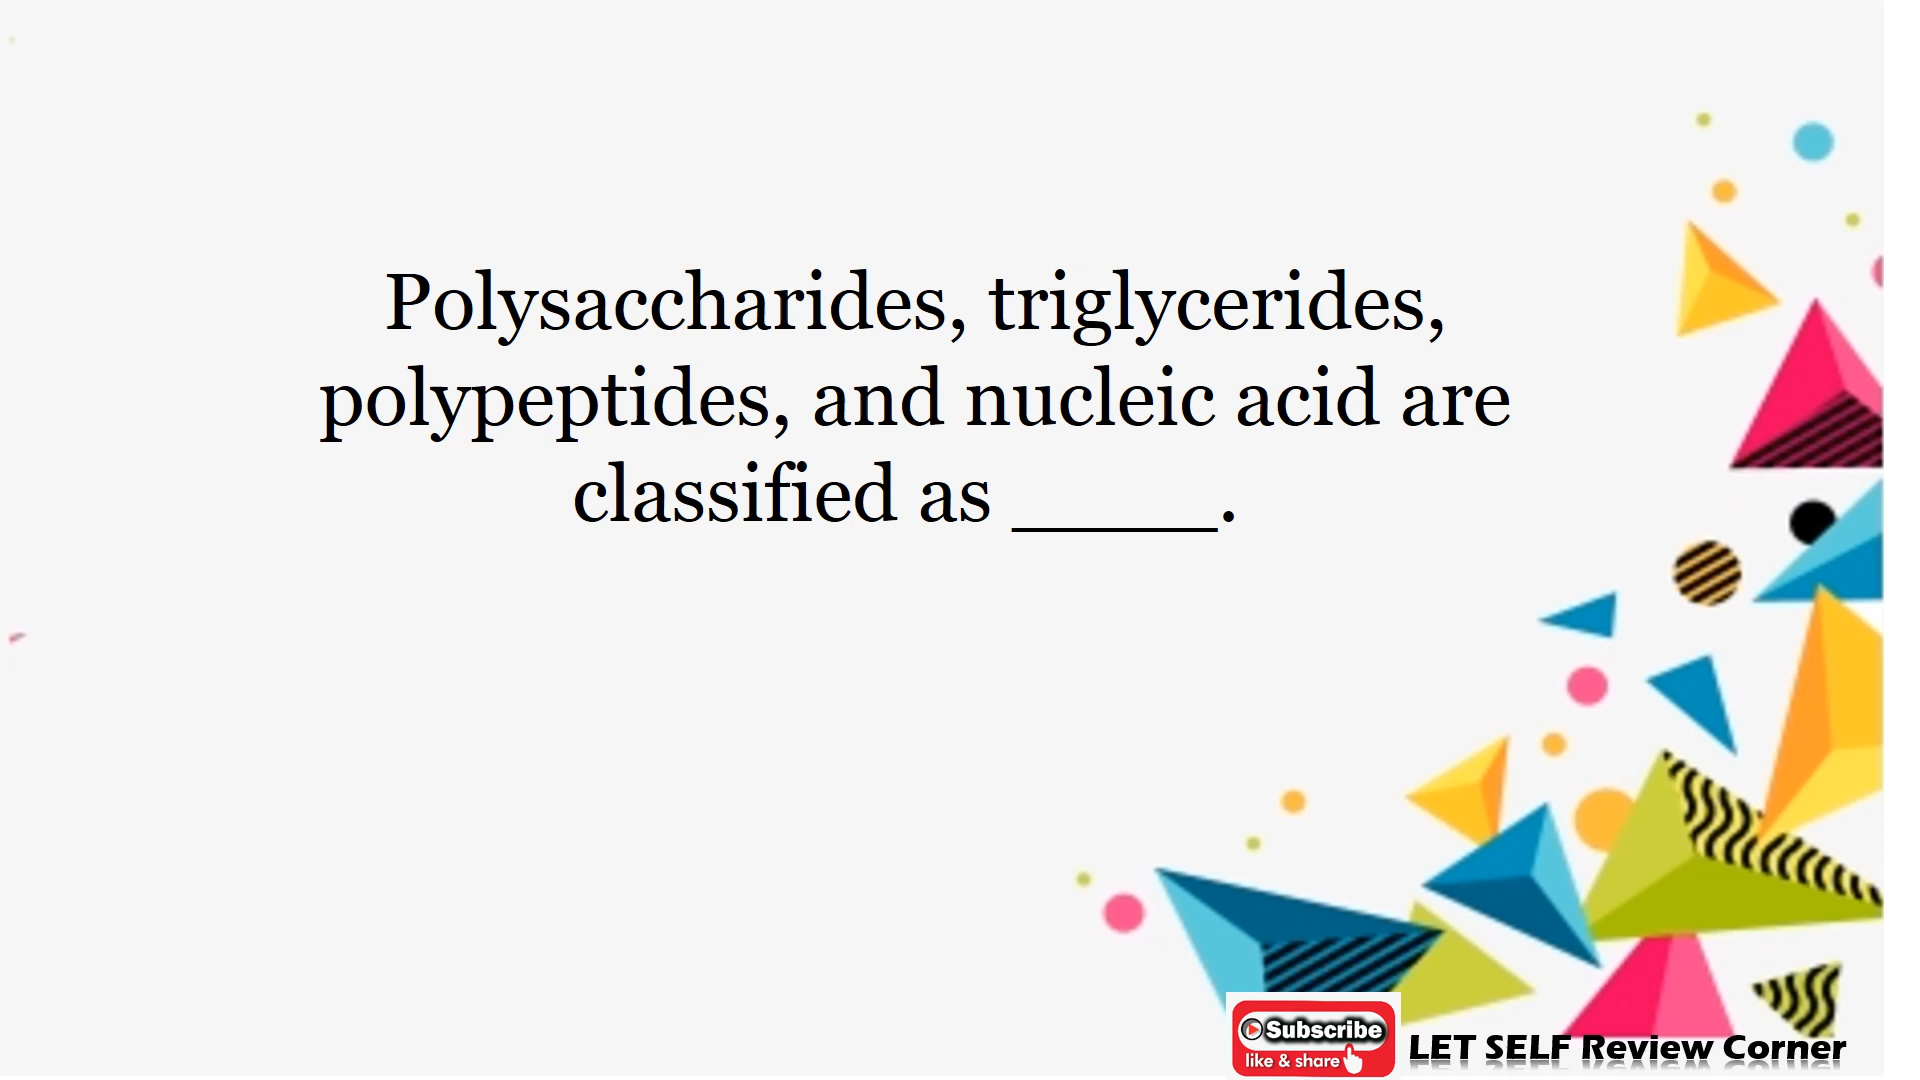 Polysaccharides, triglycerides,
polypeptides, and nucleic acid are
classified as _____.
Subscribe
like & share
LET SELF Review Corner